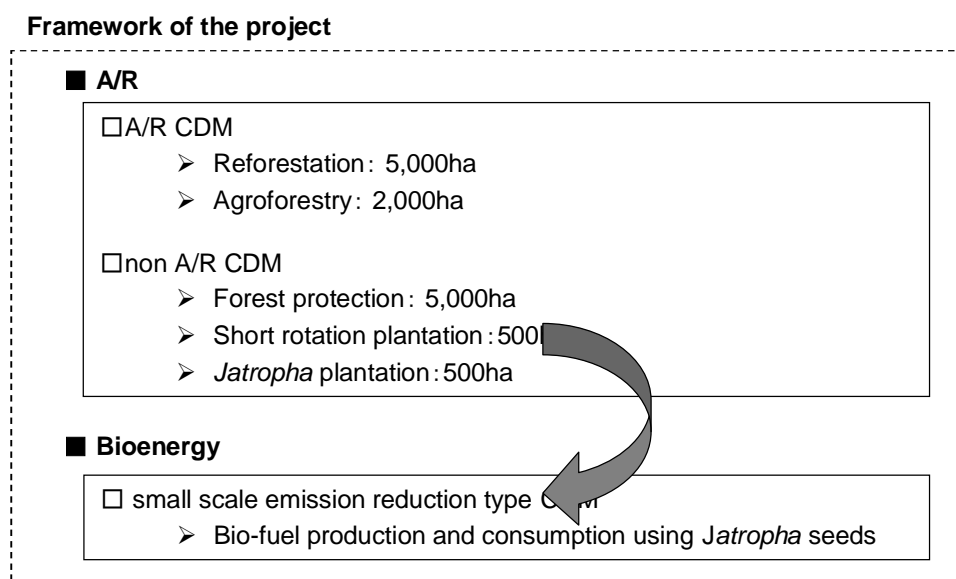 Framework of the project
■ A/R
□A/R CDM
➢ Reforestation: 5,000ha
➢ Agroforestry: 2,000ha
□non A/R CDM
➢ Forest protection: 5,000ha
➢ Short rotation plantation:500
➢ Jatropha plantation:500ha
■ Bioenergy
□ small scale emission reduction type
➢ Bio-fuel production and consumption using Jatropha seeds